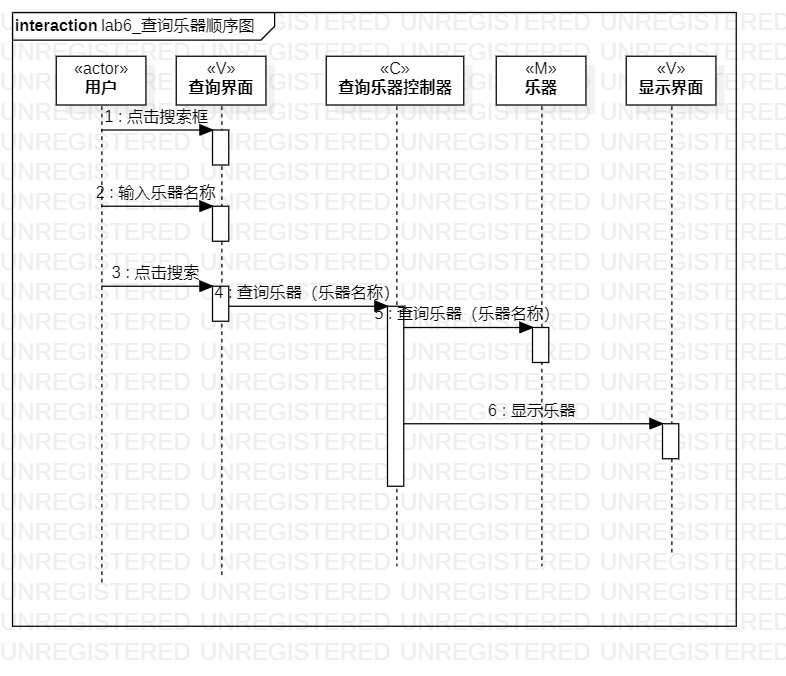 interaction lab6_查询乐器顺序图
«actor»
用户
«V»
查询界面
«C»
查询乐器控制器
«M»
乐器
«V»
显示界面
1 : 点击搜索框
2 : 输入乐器名称
3 : 点击搜索
4 : 查询乐器（乐器名称）
5 : 查询乐器（乐器名称）
6 : 显示乐器
UNREGISTERED UNREGISTERED UNREGISTERED UNREGISTERED